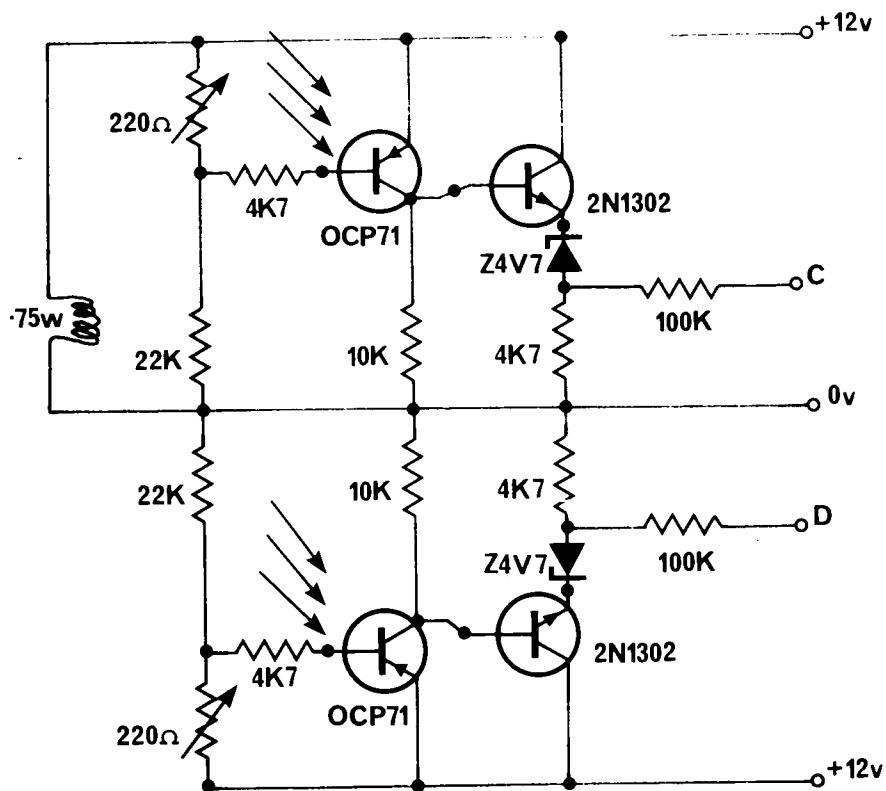 +12v
220Ω
4K7
OCP71
2N1302
Z4V7
C
100K
·75w
22K
10K
4K7
0v
22K
10K
4K7
D
Z4V7
100K
4K7
2N1302
OCP71
220Ω
+12v